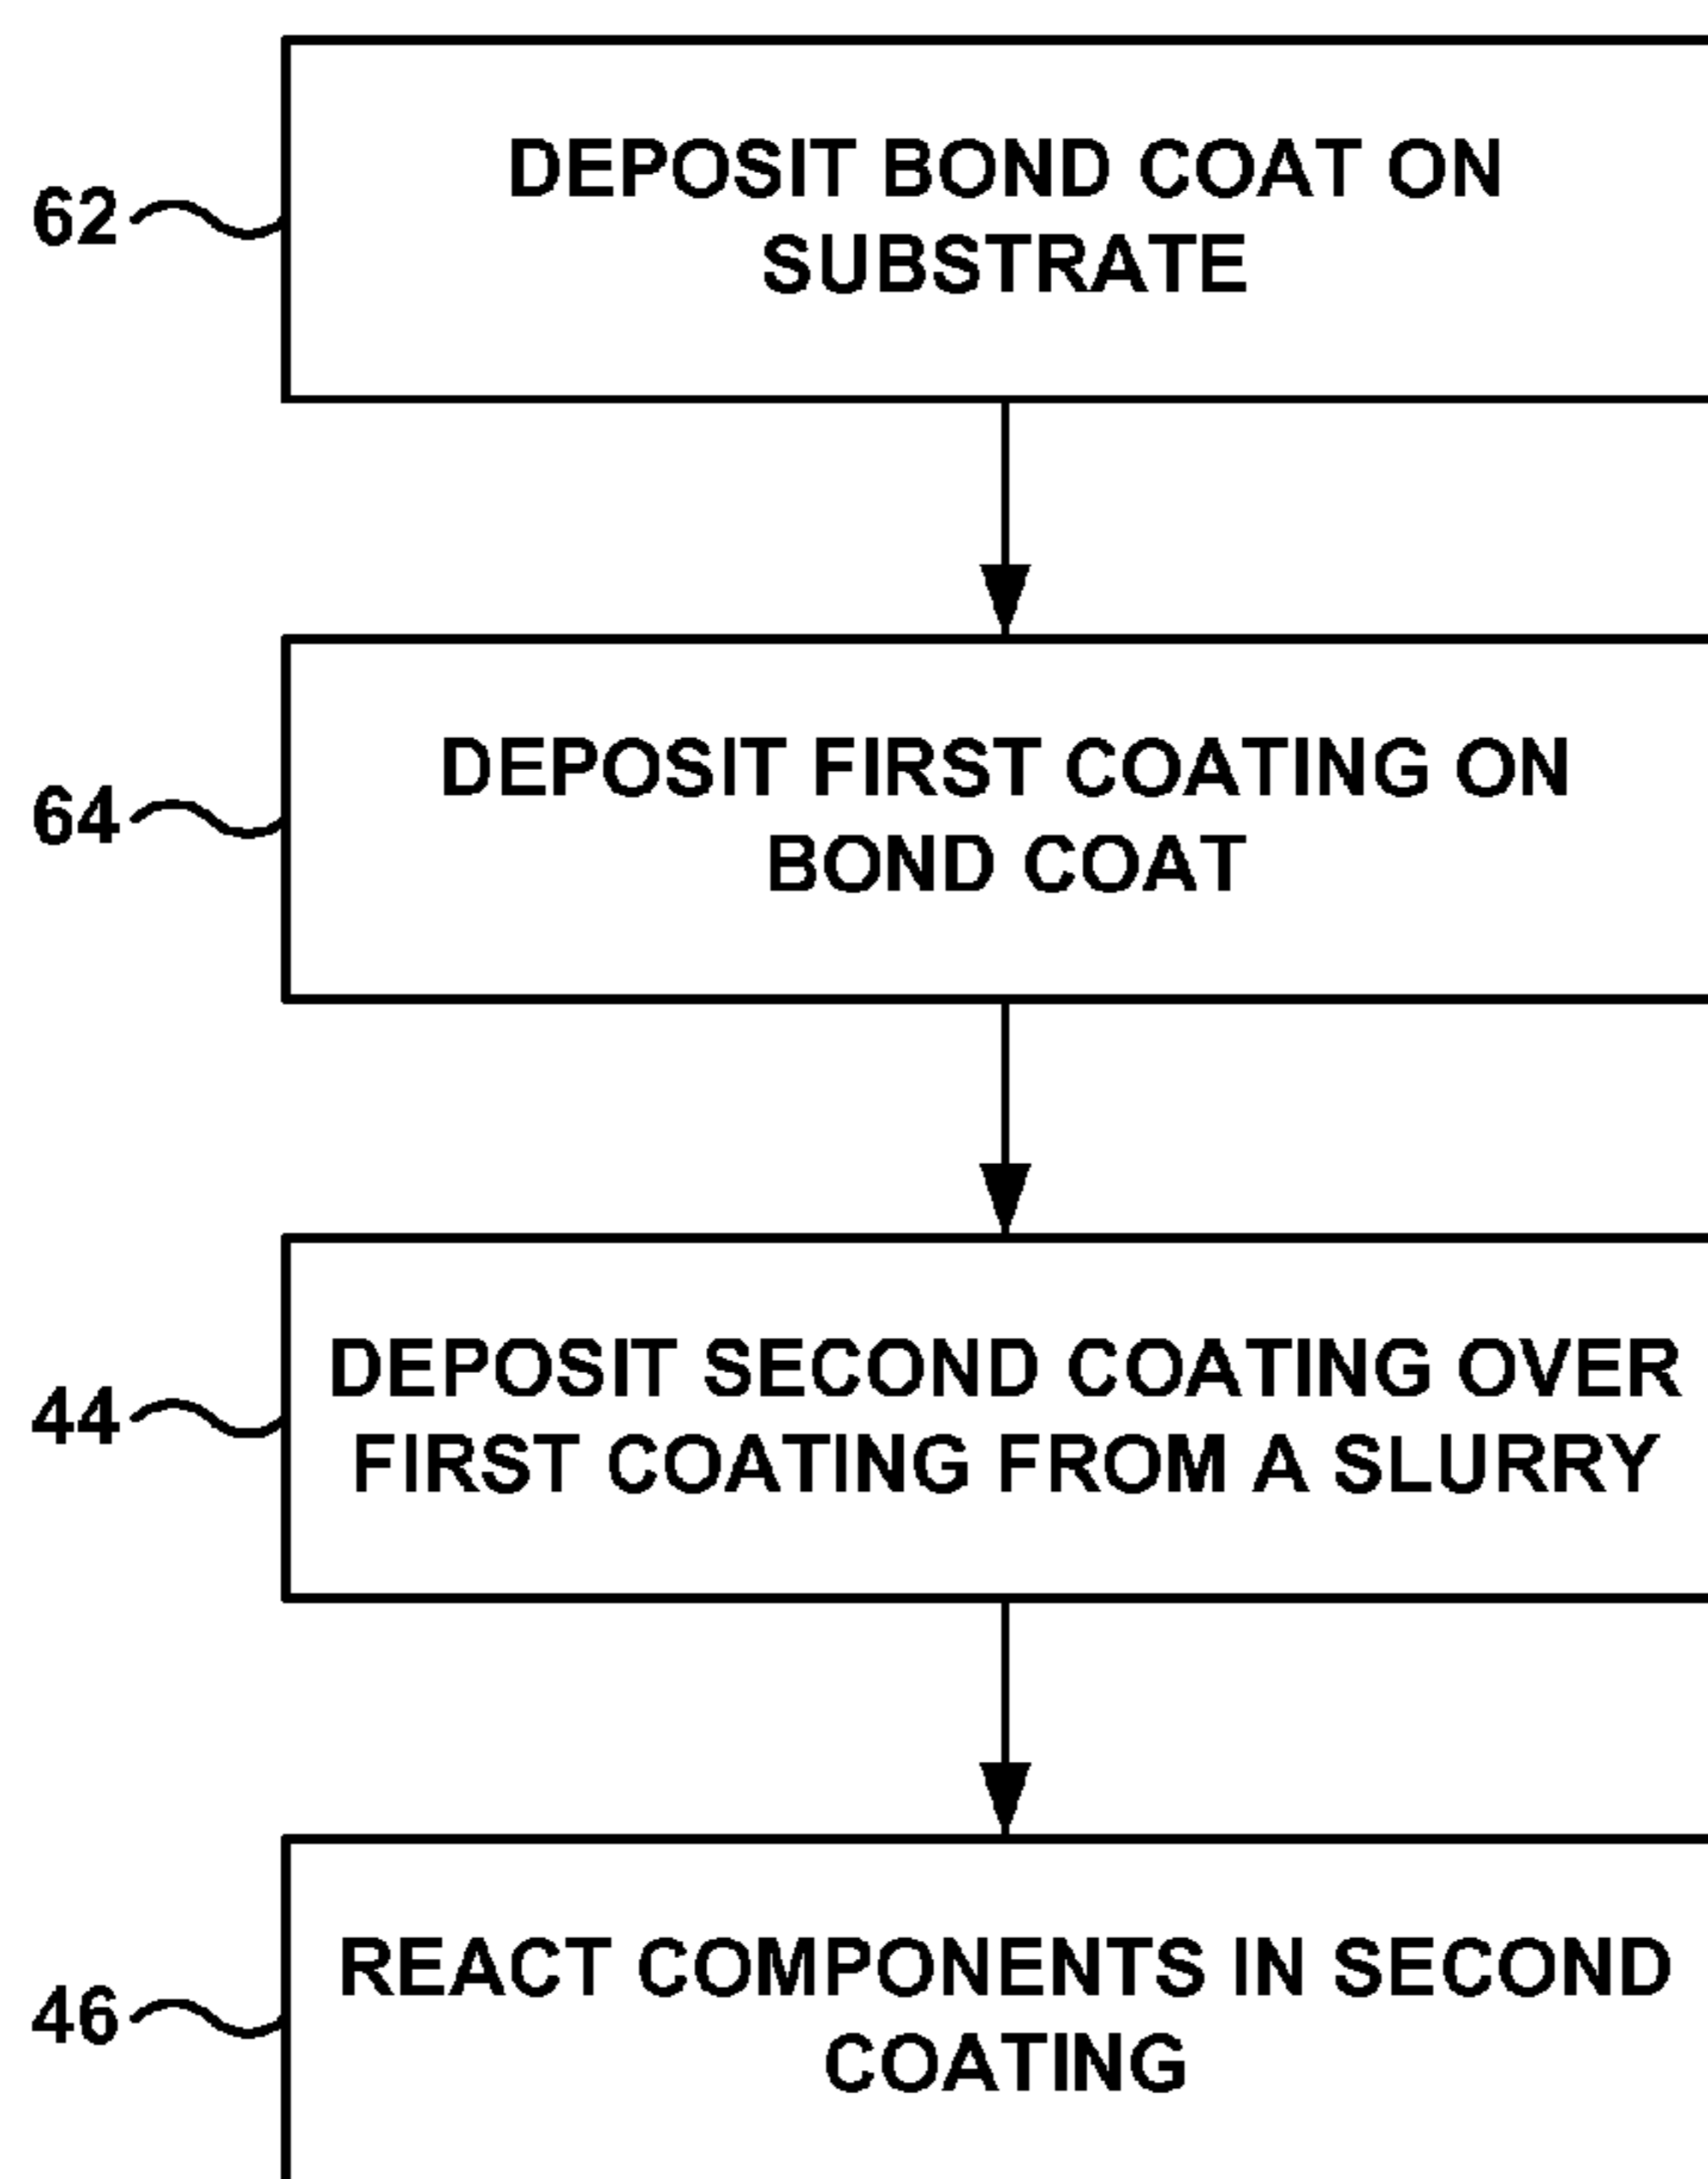 62
DEPOSIT BOND COAT ON
SUBSTRATE
64
DEPOSIT FIRST COATING ON
BOND COAT
44
DEPOSIT SECOND COATING OVER
FIRST COATING FROM A SLURRY
46
REACT COMPONENTS IN SECOND
COATING